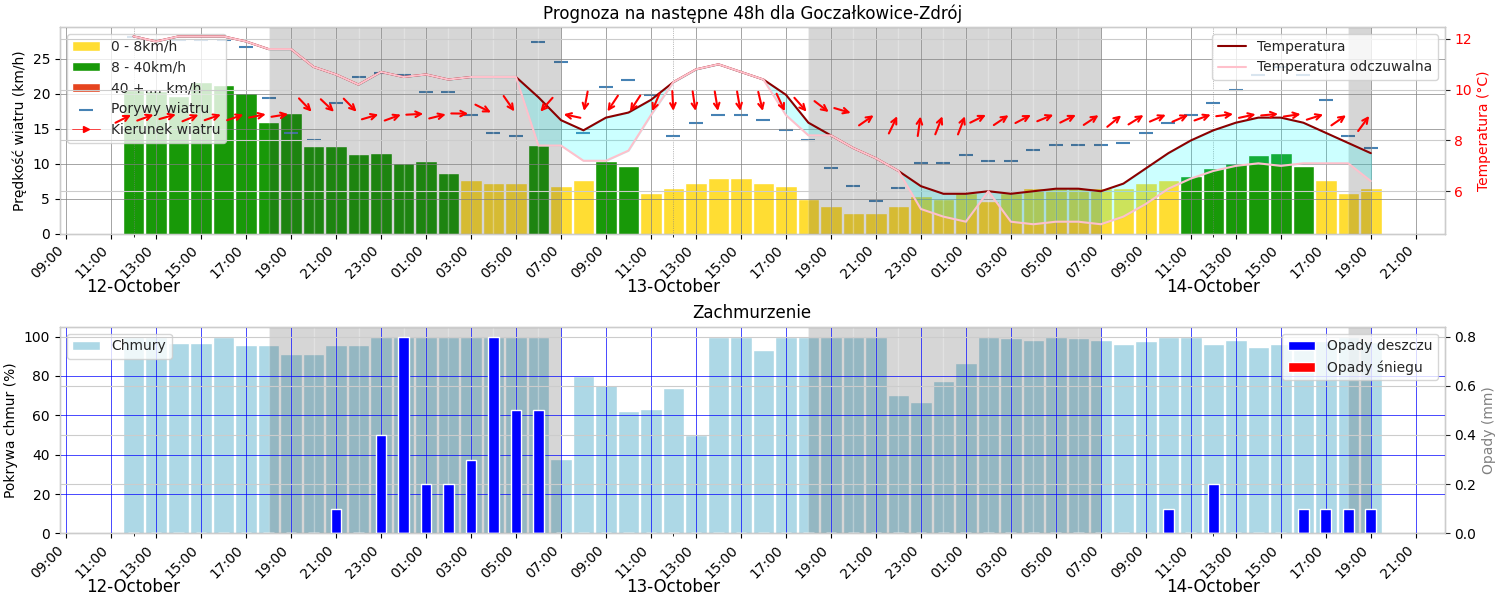 Prognoza na następne 48h dla Goczałkowice-Zdrój
Prędkość wiatru (km/h)
25
20
15
10
5
0
0 - 8km/h
8 - 40km/h
40 +.... km/h
Porywy wiatru
Kierunek wiatru
Temperatura
Temperatura odczuwalna
12
10
8
6
Temperatura (°C)
09:00 11:00 13:00 15:00 17:00 19:00 21:00 23:00 01:00 03:00 05:00 07:00 09:00 11:00 13:00 15:00 17:00 19:00 21:00 23:00 01:00 03:00 05:00 07:00 09:00 11:00 13:00 15:00 17:00 19:00 21:00
12-October 13-October 14-October
Zachmurzenie
Pokrywa chmur (%)
100
80
60
40
20
0
Chmury
Opady deszczu
Opady śniegu
0.8
0.6
0.4
0.2
0.0
Opady (mm)
09:00 11:00 13:00 15:00 17:00 19:00 21:00 23:00 01:00 03:00 05:00 07:00 09:00 11:00 13:00 15:00 17:00 19:00 21:00 23:00 01:00 03:00 05:00 07:00 09:00 11:00 13:00 15:00 17:00 19:00 21:00
12-October 13-October 14-October